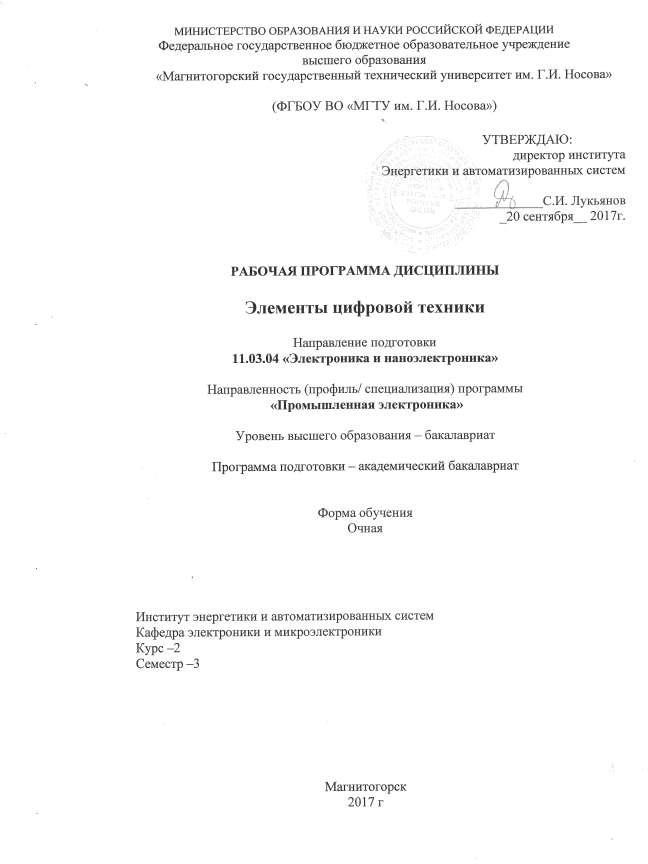 МИНИСТЕРСТВО ОБРАЗОВАНИЯ И НАУКИ РОССИЙСКОЙ ФЕДЕРАЦИИ
Федеральное государственное бюджетное образовательное учреждение
высшего образования
«Магнитогорский государственный технический университет им. Г.И. Носова»
(ФГБОУ ВО «МГТУ им. Г.И. Носова»)
УТВЕРЖДАЮ:
директор института
Энергетики и автоматизированных систем
_____________С.И. Лукьянов
_20 сентября__ 2017г.
РАБОЧАЯ ПРОГРАММА ДИСЦИПЛИНЫ
Элементы цифровой техники
Направление подготовки
11.03.04 «Электроника и наноэлектроника»
Направленность (профиль/ специализация) программы
«Промышленная электроника»
Уровень высшего образования – бакалавриат
Программа подготовки – академический бакалавриат
Форма обучения
Очная
Институт энергетики и автоматизированных систем
Кафедра электроники и микроэлектроники
Курс –2
Семестр –3
Магнитогорск
2017 г